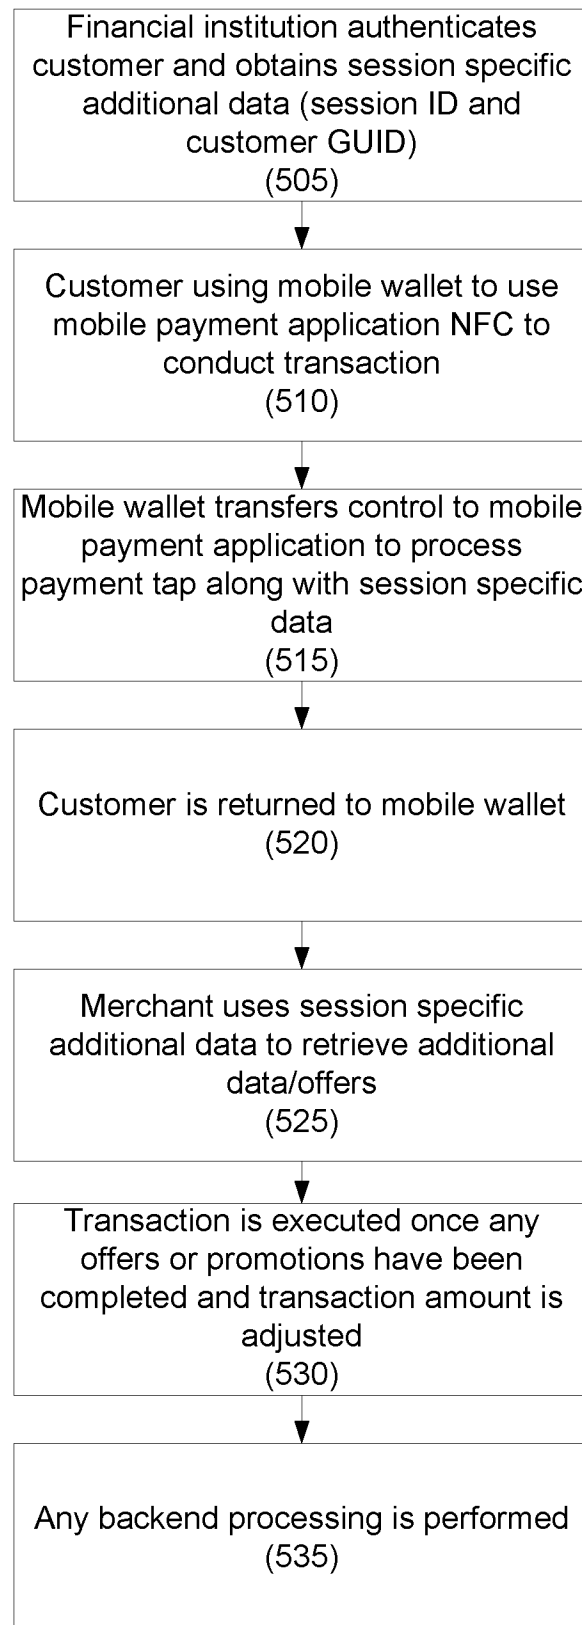 Financial institution authenticates
customer and obtains session specific
additional data (session ID and
customer GUID)
(505)
Customer using mobile wallet to use
mobile payment application NFC to
conduct transaction
(510)
Mobile wallet transfers control to mobile
payment application to process
payment tap along with session specific
data
(515)
Customer is returned to mobile wallet
(520)
Merchant uses session specific
additional data to retrieve additional
data/offers
(525)
Transaction is executed once any
offers or promotions have been
completed and transaction amount is
adjusted
(530)
Any backend processing is performed
(535)